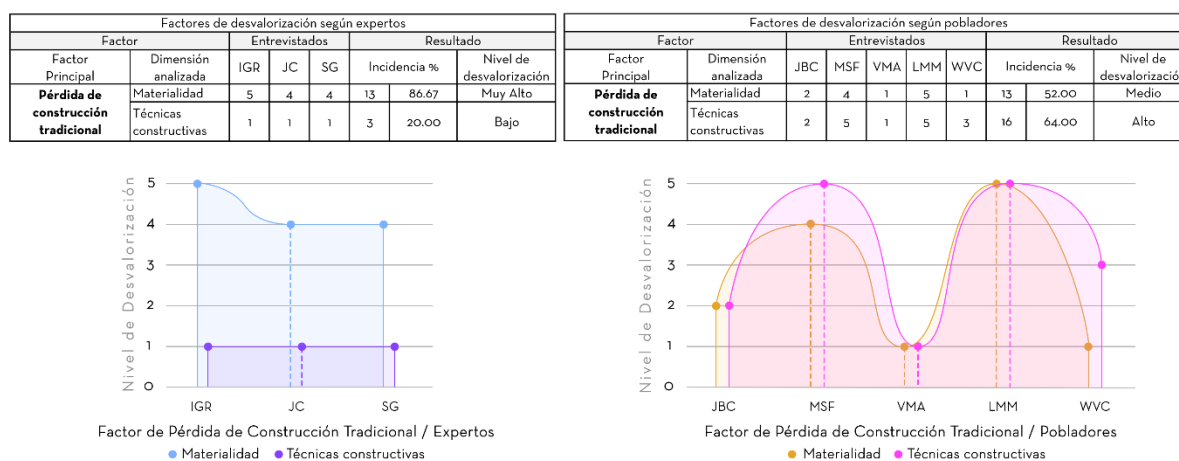 Factores de desvalorización según expertos
Factor Entrevistados Resultado
Factor Principal Dimensión analizada IGR JC SG Incidencia % Nivel de desvalorización
Pérdida de construcción tradicional Materialidad 5 4 4 13 86.67 Muy Alto
Técnicas constructivas 1 1 1 3 20.00 Bajo
Factores de desvalorización según pobladores
Factor Entrevistados Resultado
Factor Principal Dimensión analizada JBC MSF VMA LMM WVC Incidencia % Nivel de desvalorización
Pérdida de construcción tradicional Materialidad 2 4 1 5 1 13 52.00 Medio
Técnicas constructivas 2 5 1 5 3 16 64.00 Alto
Nivel de Desvalorización
5
4
3
2
1
0
IGR JC SG
Factor de Pérdida de Construcción Tradicional / Expertos
Materialidad Técnicas constructivas
Nivel de Desvalorización
5
4
3
2
1
0
JBC MSF VMA LMM WVC
Factor de Pérdida de Construcción Tradicional / Pobladores
Materialidad Técnicas constructivas